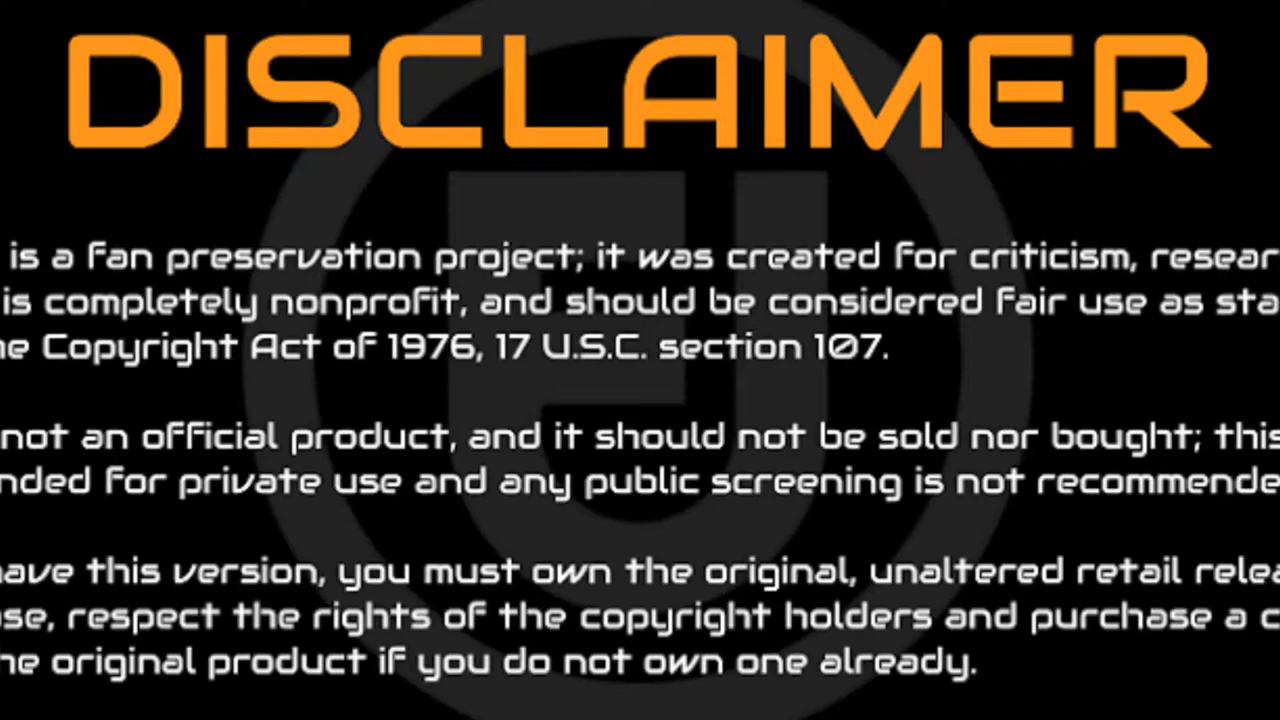 DISCLAIMER
is a fan preservation project; it was created for criticism, resear
is completely nonprofit, and should be considered fair use as sta
he Copyright Act of 1976, 17 U.S.C. section 107.
not an official product, and it should not be sold nor bought; this
nded for private use and any public screening is not recommende
ave this version, you must own the original, unaltered retail relea
se, respect the rights of the copyright holders and purchase a c
he original product if you do not own one already.